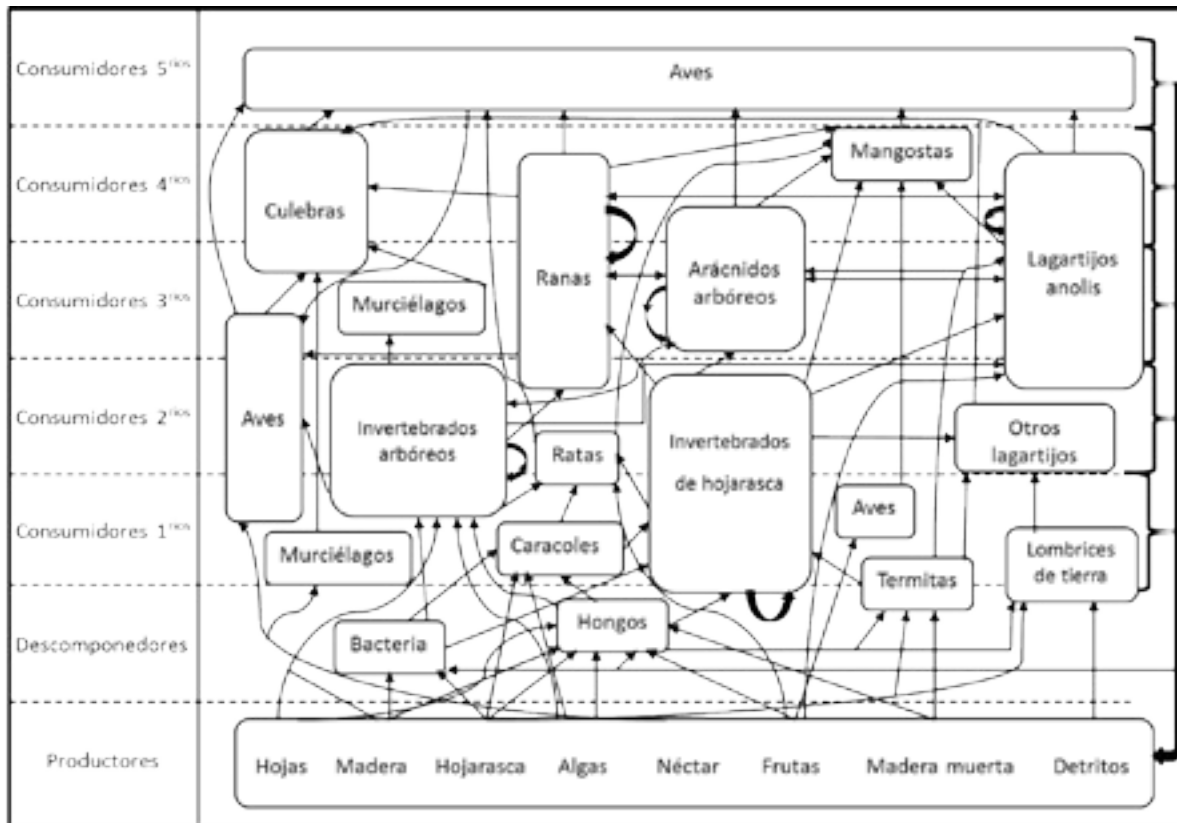 Consumidores 5rios
Aves
Consumidores 4rios
Culebras
Mangostas
Ranas
Arácnidos
arbóreos
Lagartijos
anolis
Consumidores 3rios
Murciélagos
Consumidores 2rios
Aves
Invertebrados
arbóreos
Ratas
Invertebrados
de hojarasca
Otros
lagartijos
Consumidores 1rios
Murciélagos
Caracoles
Aves
Termitas
Lombrices
de tierra
Descomponedores
Bacteria
Hongos
Productores
Hojas Madera Hojarasca Algas Néctar Frutas Madera muerta Detritos